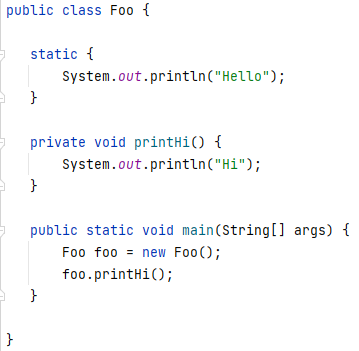 public class Foo {
static {
System.out.println("Hello");
}
private void printHi() {
System.out.println("Hi");
}
public static void main(String[] args) {
Foo foo = new Foo();
foo.printHi();
}
}